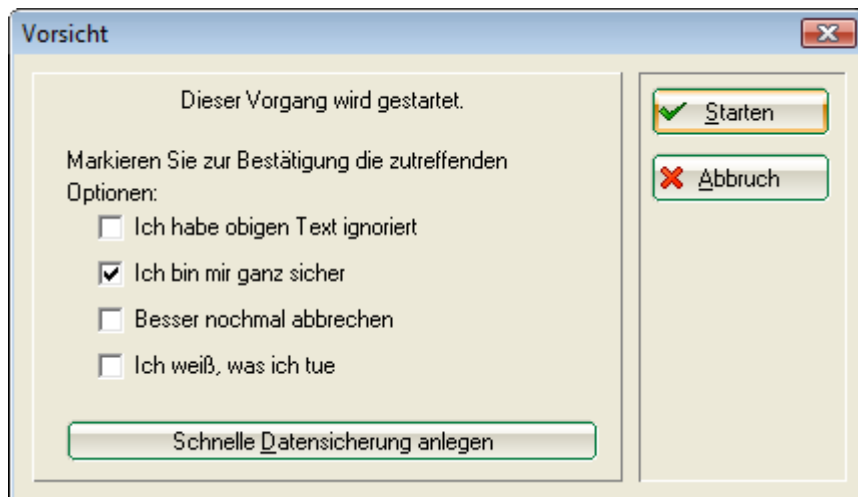 Vorsicht
Dieser Vorgang wird gestartet.
Markieren Sie zur Bestätigung die zutreffenden
Optionen:
Ich habe obigen Text ignoriert
Ich bin mir ganz sicher
Besser nochmal abbrechen
Ich weiß, was ich tue
Schnelle Datensicherung anlegen
Starten
Abbruch